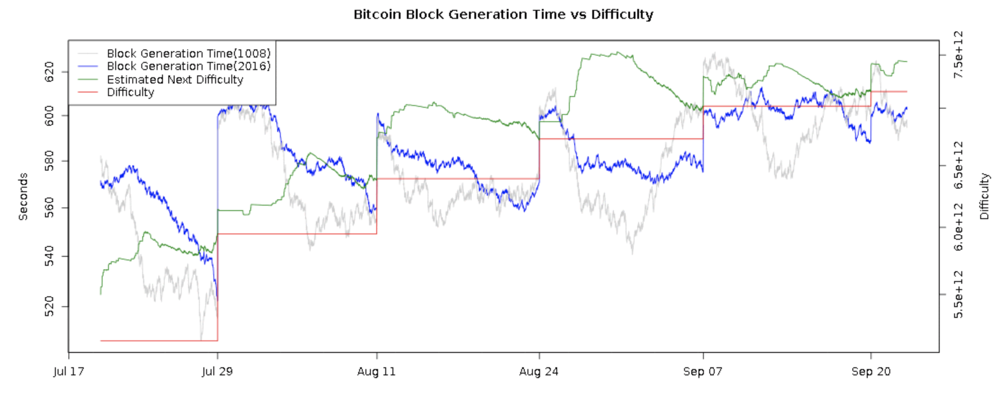 Bitcoin Block Generation Time vs Difficulty
Block Generation Time(1008)
Block Generation Time(2016)
Estimated Next Difficulty
Difficulty
Seconds
520
540
560
580
600
620
Jul 17
Jul 29
Aug 11
Aug 24
Sep 07
Sep 20
5.5e+12
6.0e+12
6.5e+12
7.5e+12
Difficulty